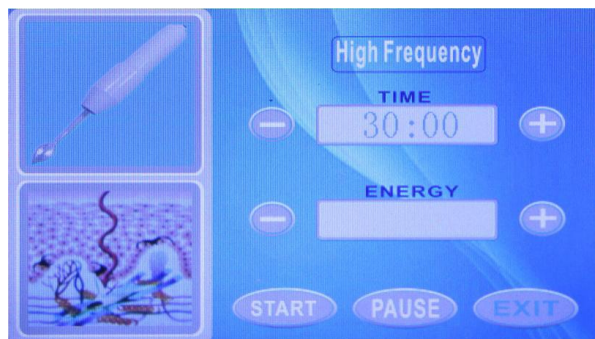 High Frequency
TIME
30:00
ENERGY
START PAUSE EXIT